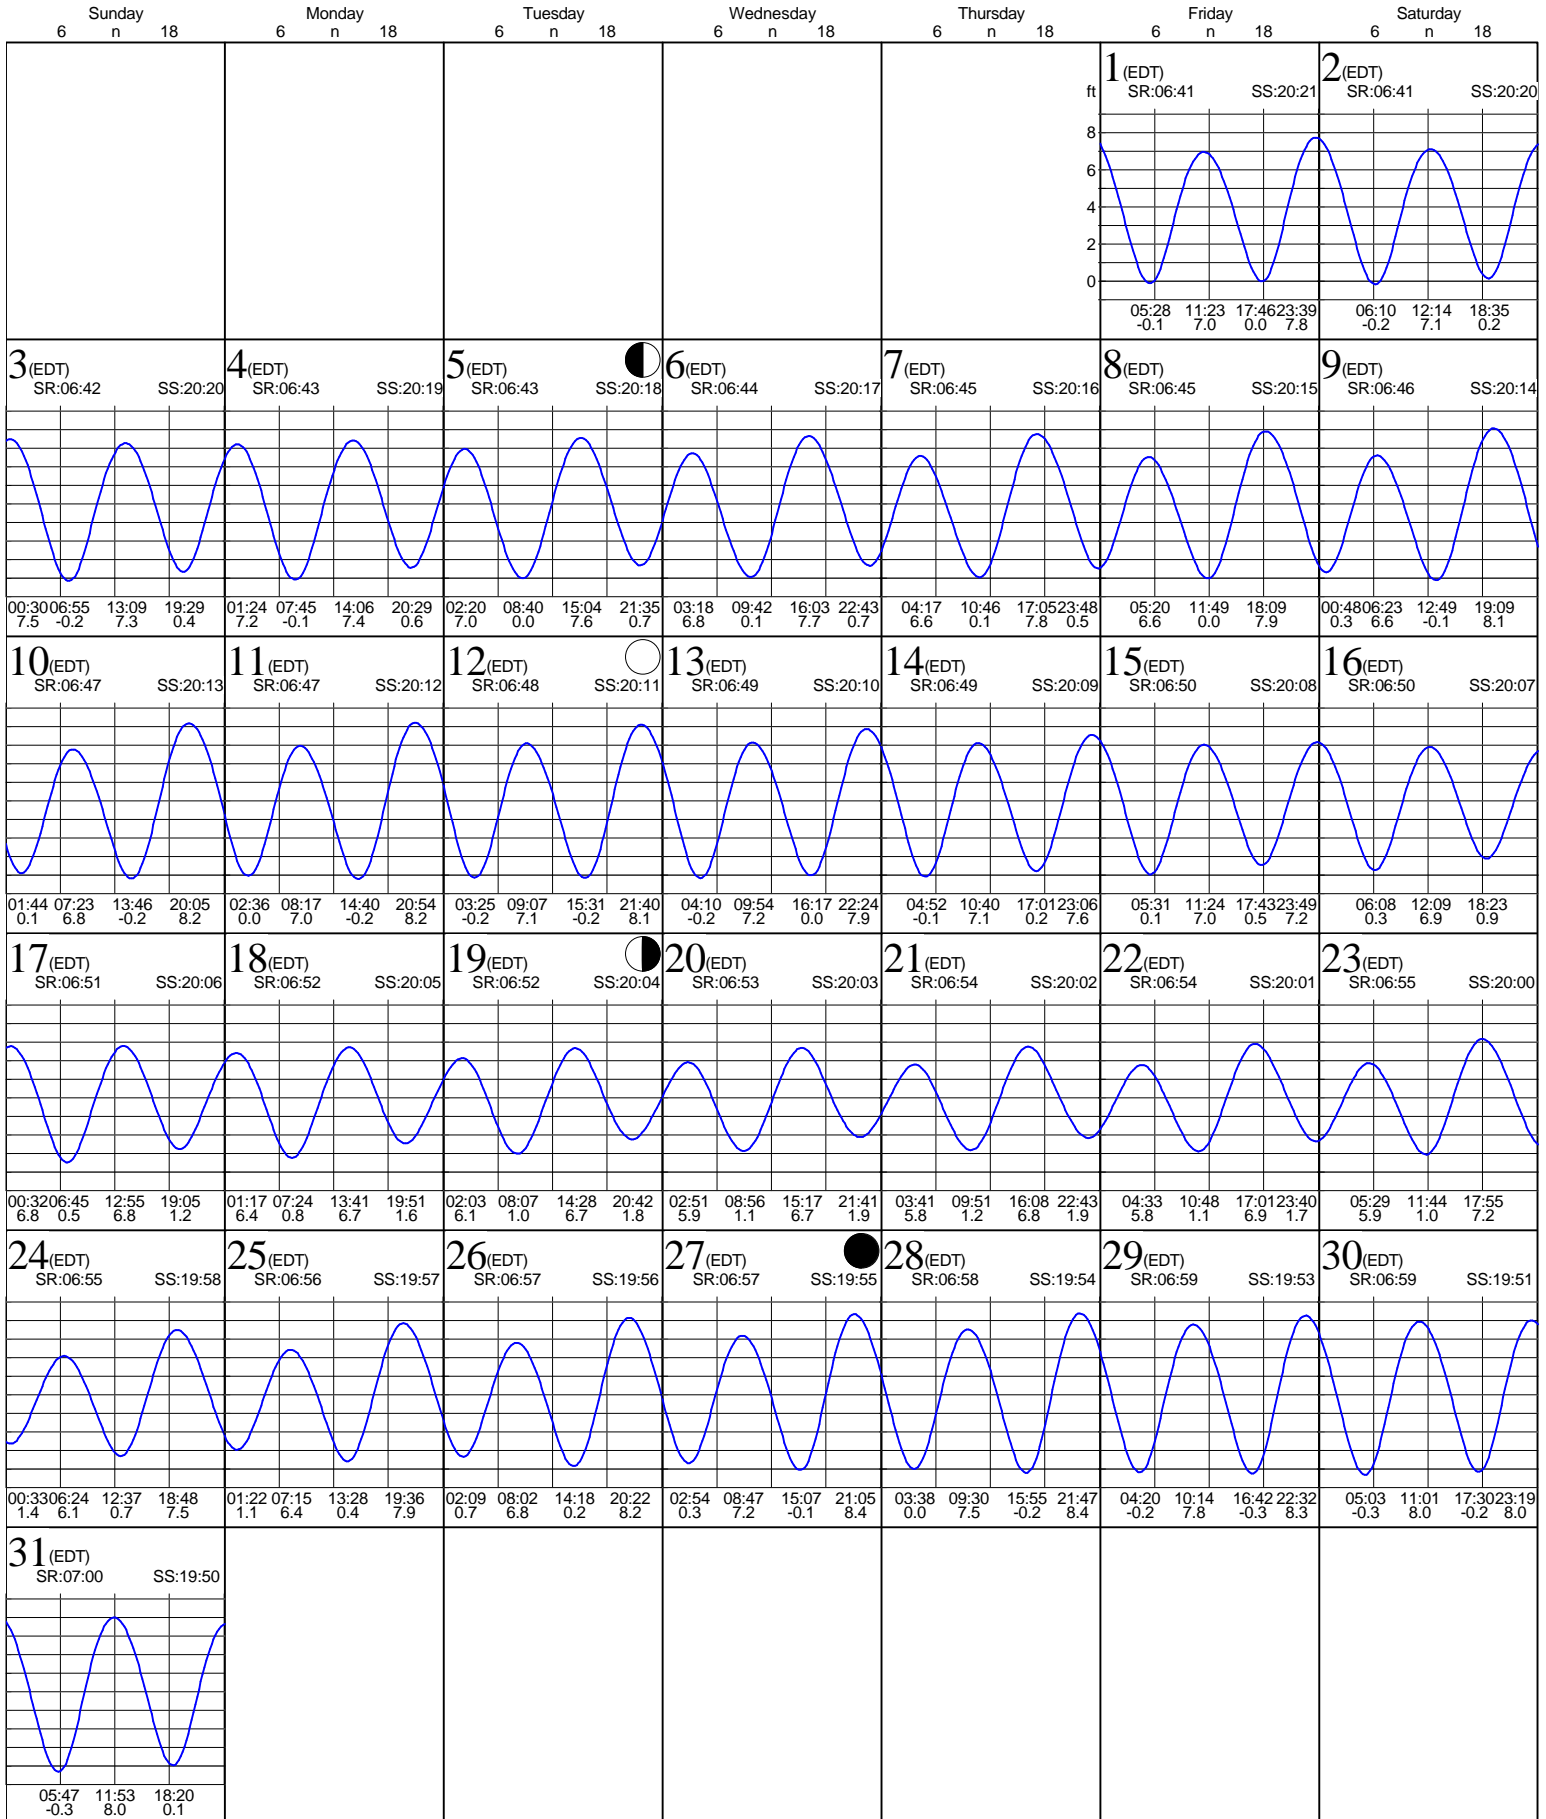 Sunday Monday Tuesday Wednesday Thursday Friday Saturday
6 n 18 6 n 18 6 n 18 6 n 18 6 n 18 6 n 18 6 n 18
1(EDT) 2(EDT)
ft SR:06:41 SS:20:21 SR:06:41 SS:20:20
8
6
4
2
0
05:28 11:23 17:46 23:39 06:10 12:14 18:35
-0.1 7.0 0.0 7.8 -0.2 7.1 0.2
3(EDT) 4(EDT) 5(EDT) 6(EDT) 7(EDT) 8(EDT) 9(EDT)
SR:06:42 SS:20:20 SR:06:43 SS:20:19 SR:06:43 SS:20:18 SR:06:44 SS:20:17 SR:06:45 SS:20:16 SR:06:45 SS:20:15 SR:06:46 SS:20:14
00:30 06:55 13:09 19:29 01:24 07:45 14:06 20:29 02:20 08:40 15:04 21:35 03:18 09:42 16:03 22:43 04:17 10:46 17:05 23:48 05:20 11:49 18:09 00:48 06:23 12:49 19:09
7.5 -0.2 7.3 0.4 7.2 -0.1 7.4 0.6 7.0 0.0 7.6 0.7 6.8 0.1 7.7 0.7 6.6 0.1 7.8 0.5 6.6 0.0 7.9 0.3 6.6 -0.1 8.1
10(EDT) 11(EDT) 12(EDT) 13(EDT) 14(EDT) 15(EDT) 16(EDT)
SR:06:47 SS:20:13 SR:06:47 SS:20:12 SR:06:48 SS:20:11 SR:06:49 SS:20:10 SR:06:49 SS:20:09 SR:06:50 SS:20:08 SR:06:50 SS:20:07
01:44 07:23 13:46 20:05 02:36 08:17 14:40 20:54 03:25 09:07 15:31 21:40 04:10 09:54 16:17 22:24 04:52 10:40 17:01 23:06 05:31 11:24 17:43 23:49 06:08 12:09 18:23
0.1 6.8 -0.2 8.2 0.0 7.0 -0.2 8.2 -0.2 7.1 -0.2 8.1 -0.2 7.2 0.0 7.9 -0.1 7.1 0.2 7.6 0.1 7.0 0.5 7.2 0.3 6.9 0.9
17(EDT) 18(EDT) 19(EDT) 20(EDT) 21(EDT) 22(EDT) 23(EDT)
SR:06:51 SS:20:06 SR:06:52 SS:20:05 SR:06:52 SS:20:04 SR:06:53 SS:20:03 SR:06:54 SS:20:02 SR:06:54 SS:20:01 SR:06:55 SS:20:00
00:32 06:45 12:55 19:05 01:17 07:24 13:41 19:51 02:03 08:07 14:28 20:42 02:51 08:56 15:17 21:41 03:41 09:51 16:08 22:43 04:33 10:48 17:01 23:40 05:29 11:44 17:55
6.8 0.5 6.8 1.2 6.4 0.8 6.7 1.6 6.1 1.0 6.7 1.8 5.9 1.1 6.7 1.9 5.8 1.2 6.8 1.9 5.8 1.1 6.9 1.7 5.9 1.0 7.2
24(EDT) 25(EDT) 26(EDT) 27(EDT) 28(EDT) 29(EDT) 30(EDT)
SR:06:55 SS:19:58 SR:06:56 SS:19:57 SR:06:57 SS:19:56 SR:06:57 SS:19:55 SR:06:58 SS:19:54 SR:06:59 SS:19:53 SR:06:59 SS:19:51
00:33 06:24 12:37 18:48 01:22 07:15 13:28 19:36 02:09 08:02 14:18 20:22 02:54 08:47 15:07 21:05 03:38 09:30 15:55 21:47 04:20 10:14 16:42 22:32 05:03 11:01 17:30 23:19
1.4 6.1 0.7 7.5 1.1 6.4 0.4 7.9 0.7 6.8 0.2 8.2 0.3 7.2 -0.1 8.4 0.0 7.5 -0.2 8.4 -0.2 7.8 -0.3 8.3 -0.3 8.0 -0.2 8.0
31(EDT)
SR:07:00 SS:19:50
05:47 11:53 18:20
-0.3 8.0 0.1